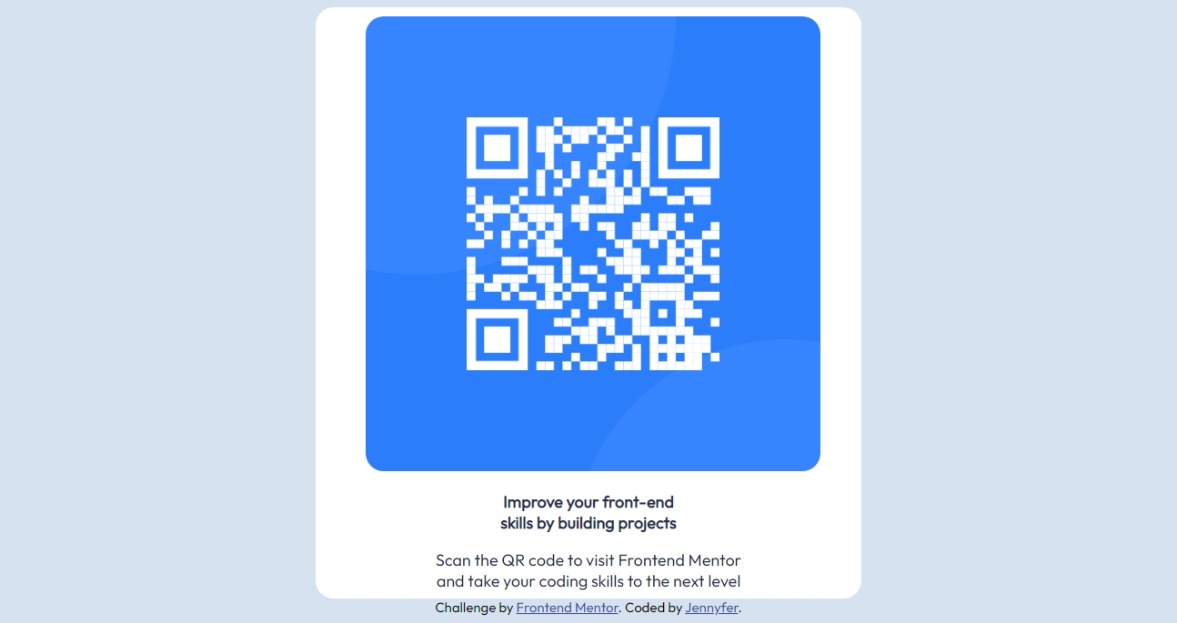 Improve your front-end
skills by building projects
Scan the QR code to visit Frontend Mentor
and take your coding skills to the next level
Challenge by Frontend Mentor. Coded by Jennyfer.